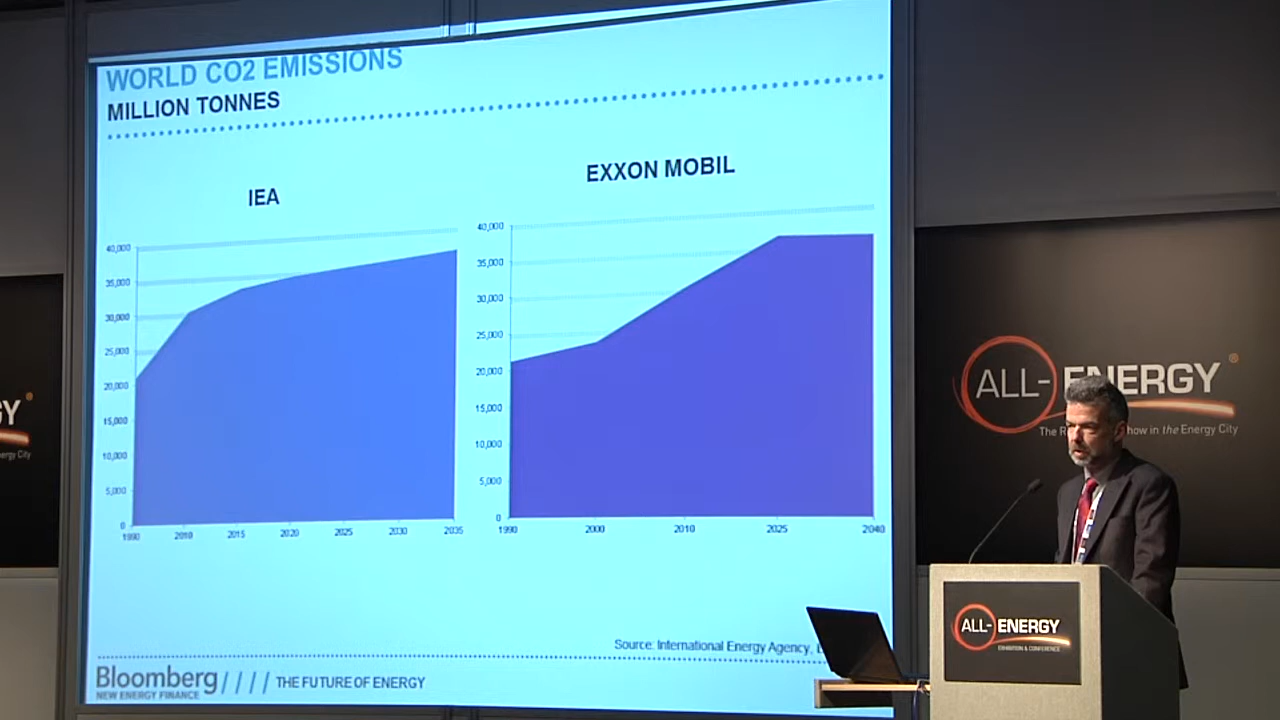 WORLD CO2 EMISSIONS
MILLION TONNES
IEA
40,000
35,000
30,000
25,000
20,000
15,000
10,000
5,000
0
1990 2010 2015 2020 2025 2030 2035
EXXON MOBIL
40,000
35,000
30,000
25,000
20,000
15,000
10,000
5,000
0
1990 2000 2010 2025 2040
Source: International Energy Agency,
Bloomberg //// THE FUTURE OF ENERGY
NEW ENERGY FINANCE
GY
ergy City
ALL-ENERGY
The R how in the Energy City
ALL-ENERGY
EXHIBITION & CONFERENCE